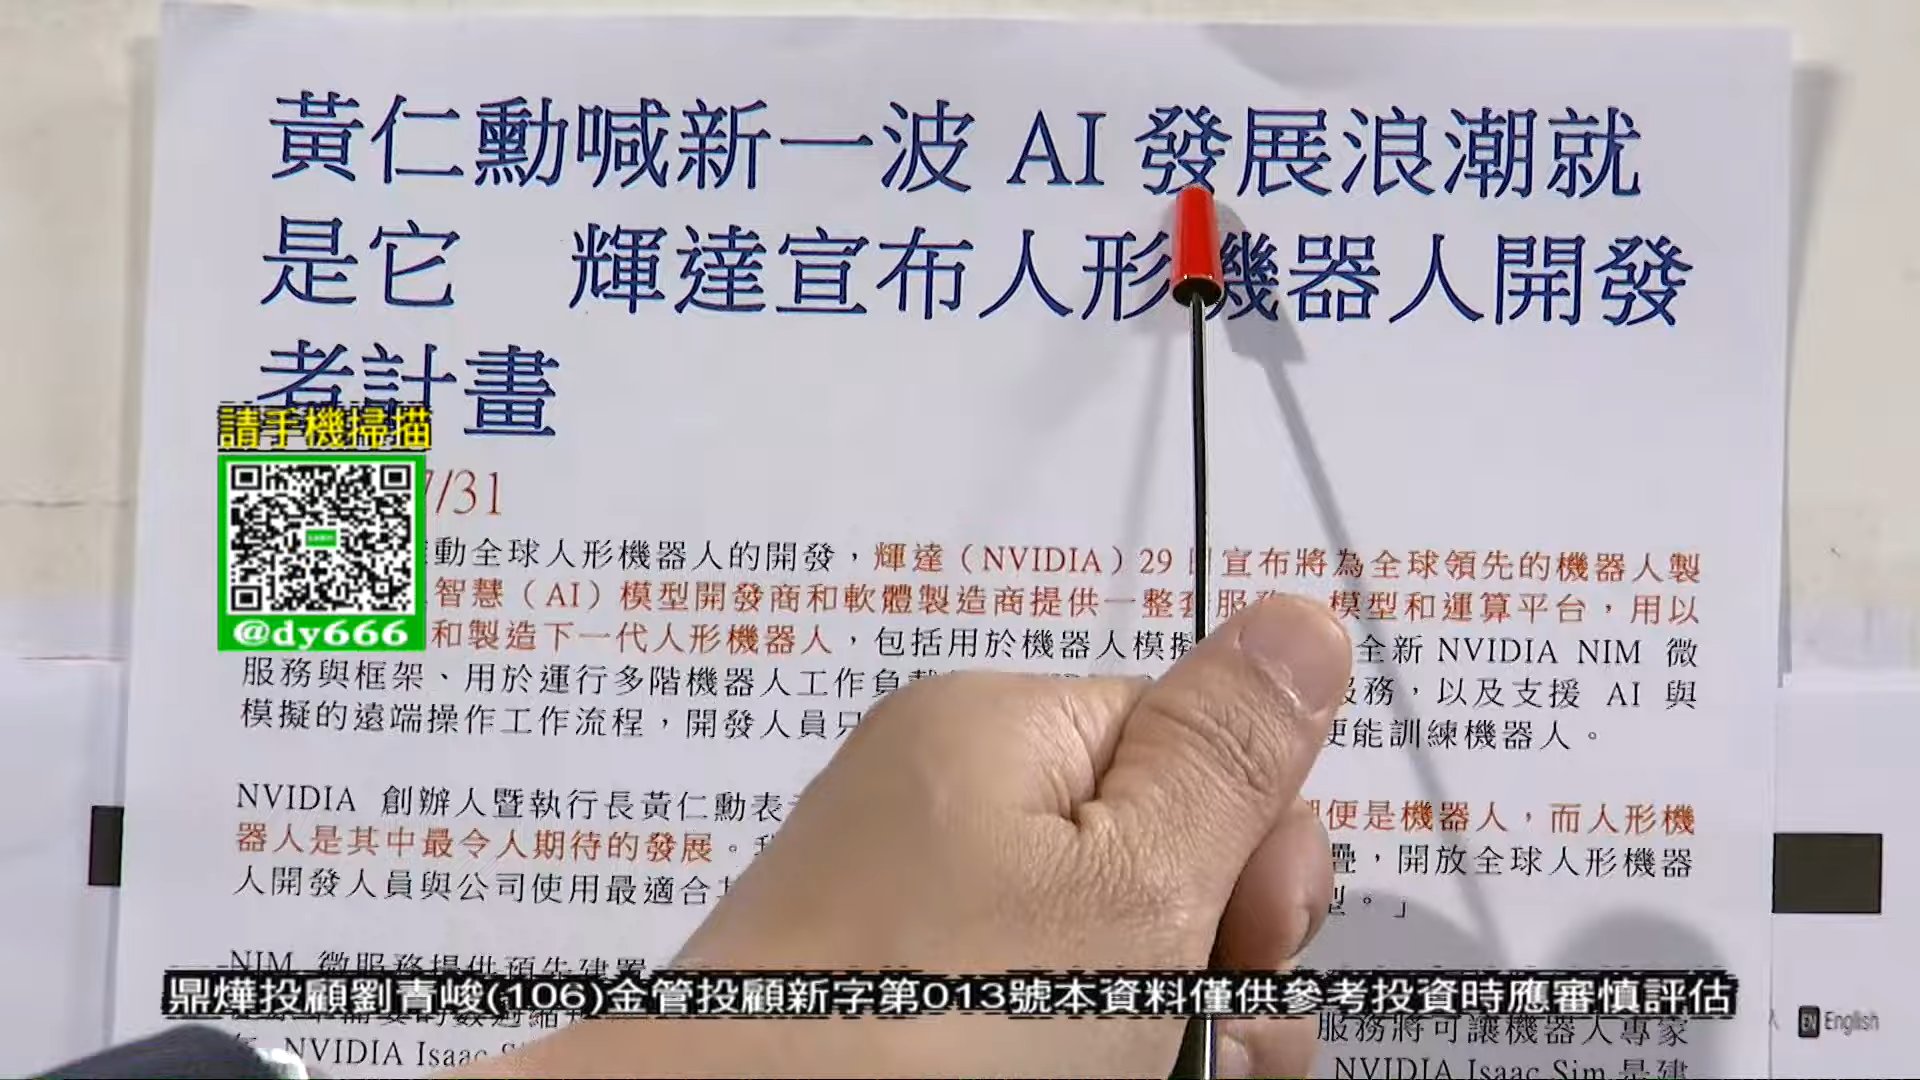 黃仁勳喊新一波 AI 發展浪潮就
是它 輝達宣布人形機器人開發
者計畫
請手機掃描
@dy666
7/31
動全球人形機器人的開發，輝達（NVIDIA）29 宣布將為全球領先的機器人製
智慧（AI）模型開發商和軟體製造商提供一整套服務 模型和運算平台，用以
和製造下一代人形機器人，包括用於機器人模擬 全新 NVIDIA NIM 微
服務與框架、用於運行多階機器人工作負載 服務，以及支援 AI 與
模擬的遠端操作工作流程，開發人員只 便能訓練機器人。
NVIDIA 創辦人暨執行長黃仁勳表 便是機器人，而人形機
器人是其中最令人期待的發展。 疊，開放全球人形機器
人開發人員與公司使用最適合 型。」
NIM 微服務提供預先建置
鼎燁投顧劉青峻(106)金管投顧新字第013號本資料僅供參考投資時應審慎評估
服務將可讓機器人專家
NVIDIA Isaac NVIDIA Isaac Sim 是建
EN English